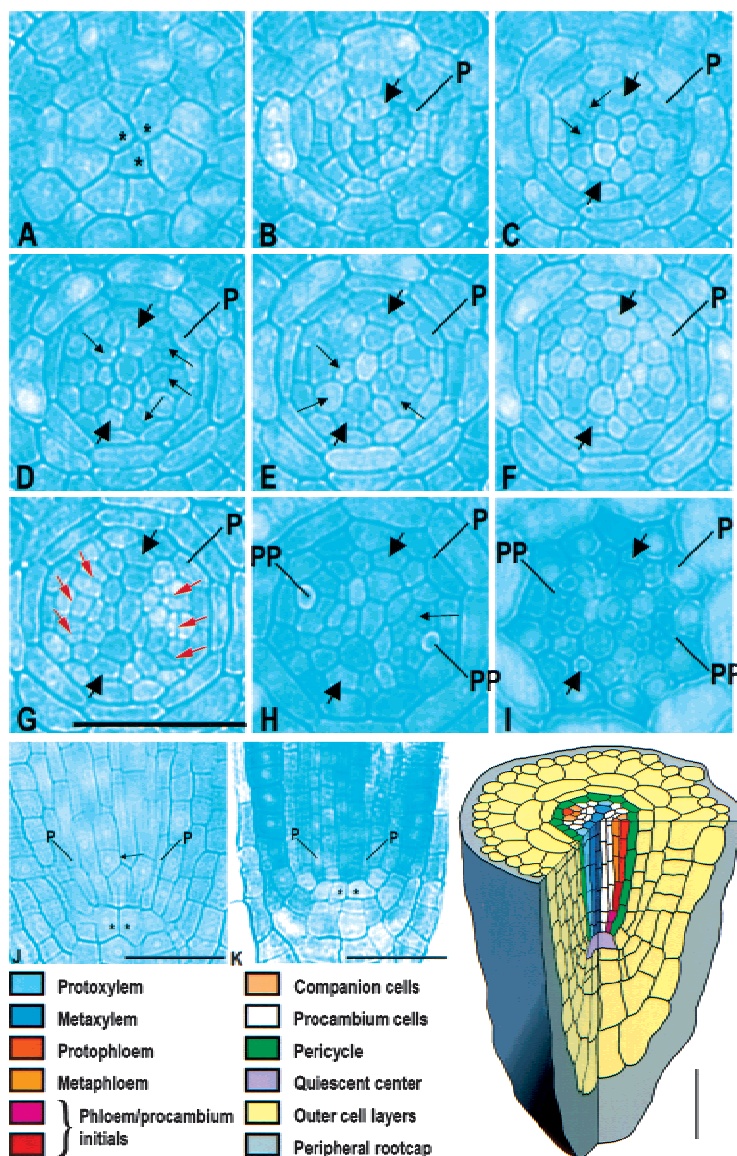 P
P
* *
*
A
B
C
P
P
P
D
E
F
P
P
P
PP
PP
PP
PP
G
H
I
P
P
P
P
* *
* *
J
K
Protoxylem
Companion cells
Metaxylem
Procambium cells
Protophloem
Pericycle
Metaphloem
Quiescent center
Phloem/procambium
initials
Outer cell layers
Peripheral rootcap